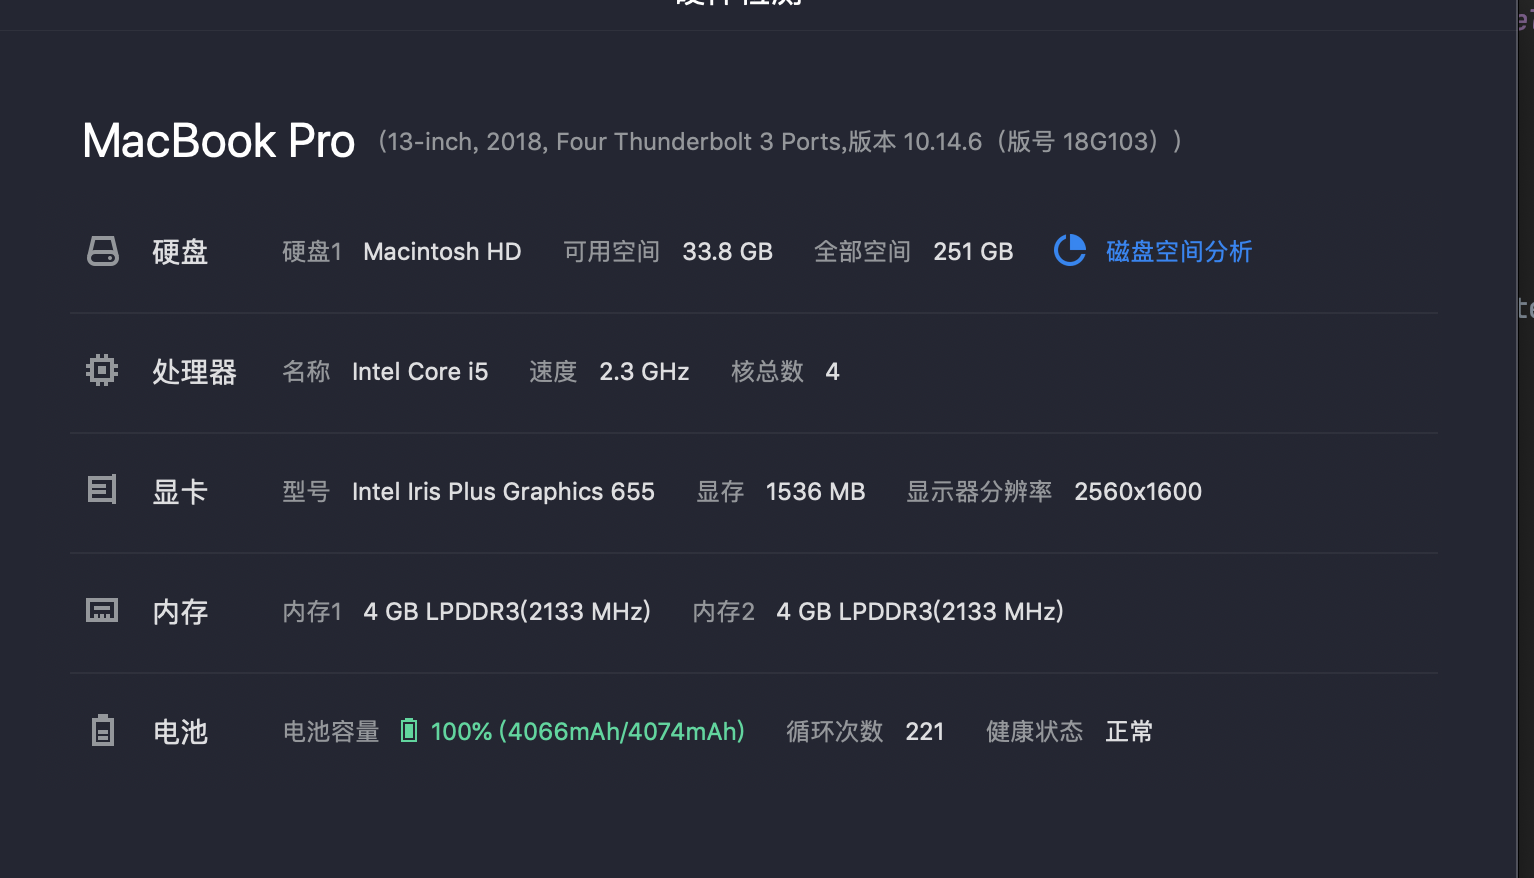 MacBook Pro (13-inch, 2018, Four Thunderbolt 3 Ports,版本 10.14.6（版号 18G103））
硬盘 硬盘1 Macintosh HD 可用空间 33.8 GB 全部空间 251 GB 磁盘空间分析
处理器 名称 Intel Core i5 速度 2.3 GHz 核总数 4
显卡 型号 Intel Iris Plus Graphics 655 显存 1536 MB 显示器分辨率 2560x1600
内存 内存1 4 GB LPDDR3(2133 MHz) 内存2 4 GB LPDDR3(2133 MHz)
电池 电池容量 100% (4066mAh/4074mAh) 循环次数 221 健康状态 正常